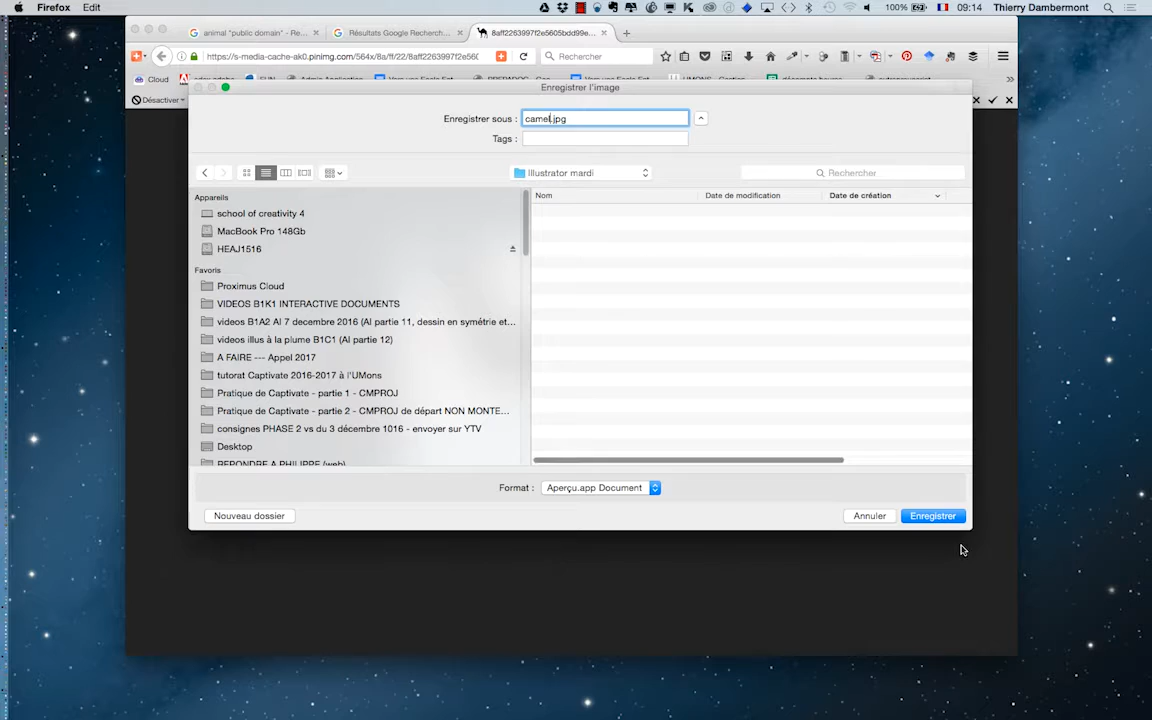 Firefox Edit 100% 09:14 Thierry Dambermont
animal "public domain" - Re... Résultats Google Recherch... 8aff2263997f2e5605bdd99e...
https://s-media-cache-ak0.pinimg.com/564x/8a/ff/22/8aff2263997f2e560 Rechercher
Cloud
Désactiver
Enregistrer l'image
Enregistrer sous : camel.jpg
Tags :
Illustrator mardi Rechercher
Appareils
Nom Date de modification Date de création
school of creativity 4
MacBook Pro 148Gb
HEAJ1516
Favoris
Proximus Cloud
VIDEOS B1K1 INTERACTIVE DOCUMENTS
videos B1A2 AI 7 decembre 2016 (AI partie 11, dessin en symétrie et...
videos illus à la plume B1C1 (AI partie 12)
A FAIRE --- Appel 2017
tutorat Captivate 2016-2017 à l'UMons
Pratique de Captivate - partie 1 - CMPROJ
Pratique de Captivate - partie 2 - CMPROJ de départ NON MONTE...
consignes PHASE 2 vs du 3 décembre 1016 - envoyer sur YTV
Desktop
REPONDRE A PHILIPPE (web)
Format : Aperçu.app Document
Nouveau dossier Annuler Enregistrer